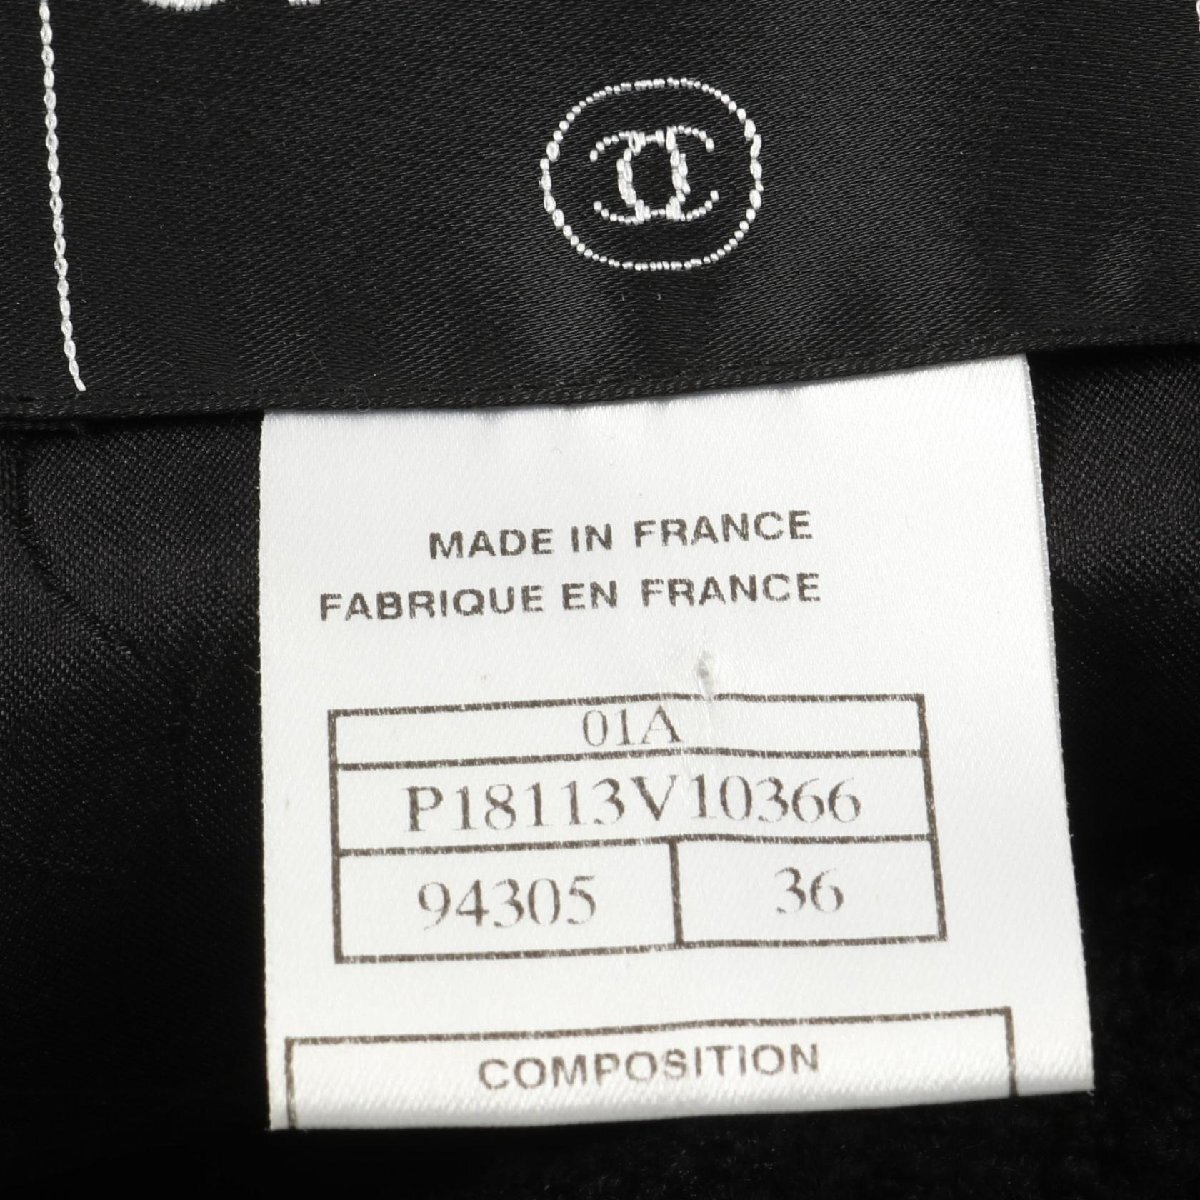 MADE IN FRANCE
FABRIQUE EN FRANCE
01A
P18113V10366
94305 36
COMPOSITION